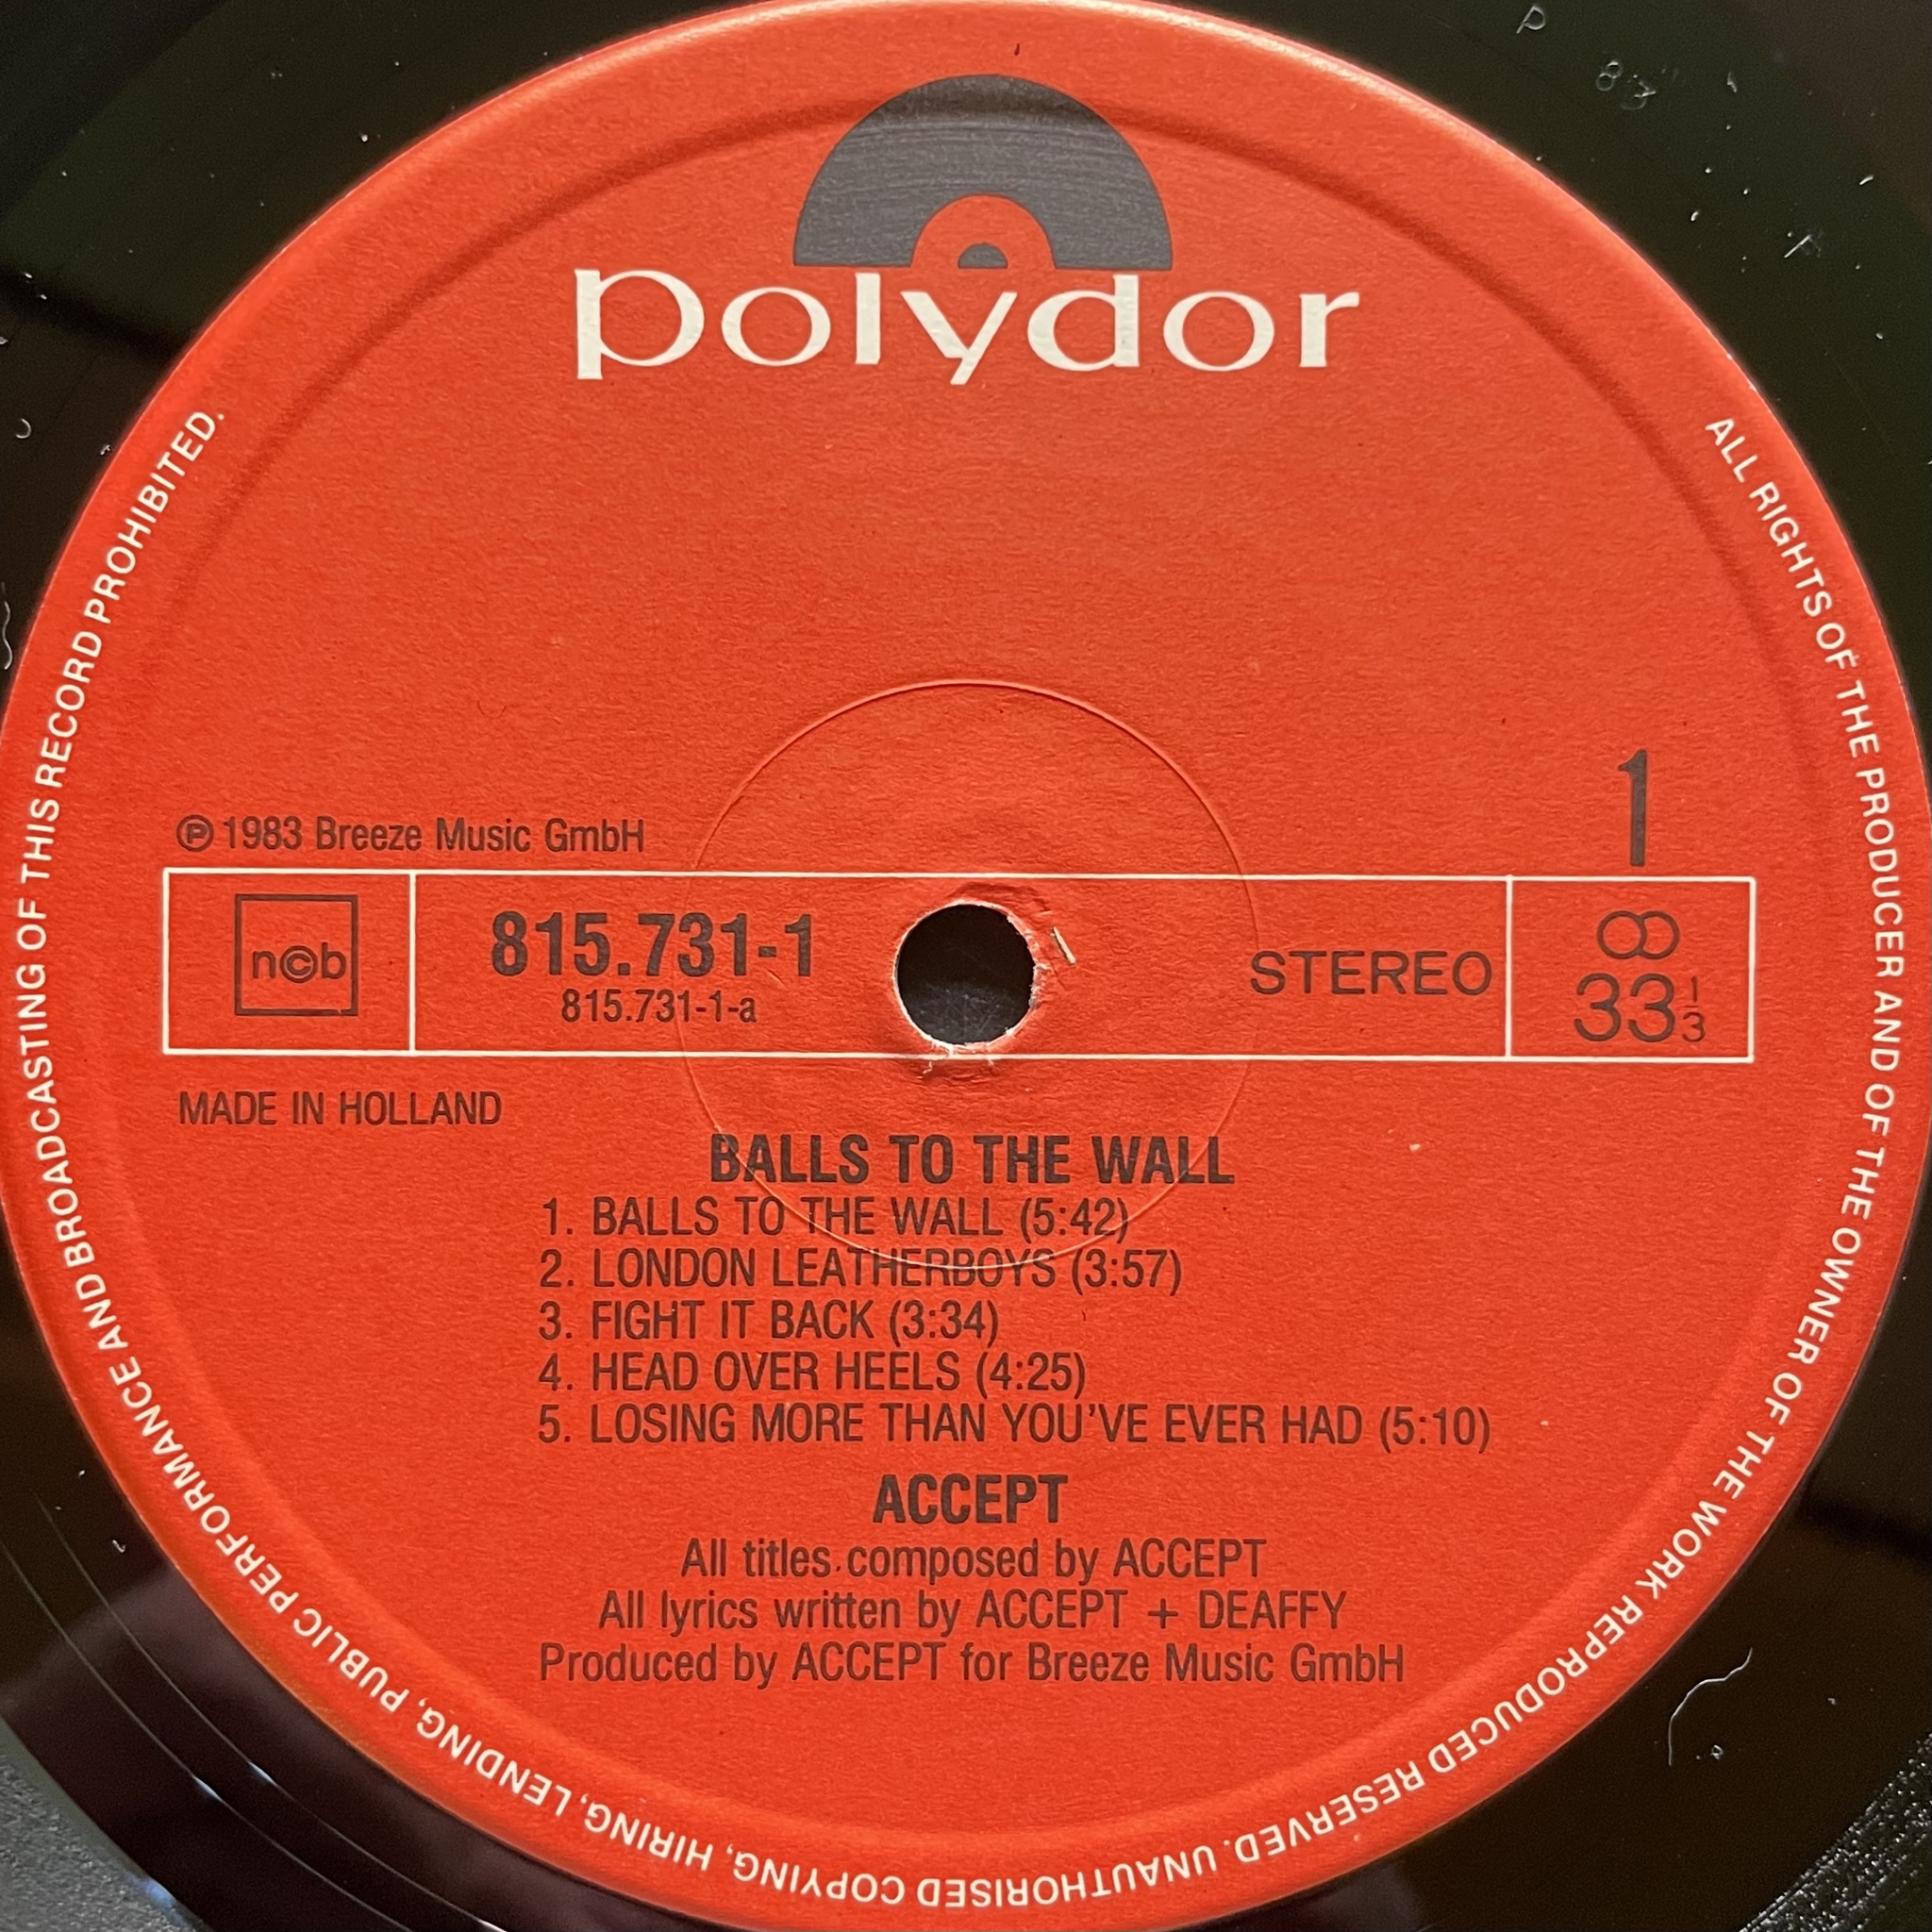 polydor
ALL RIGHTS OF THE PRODUCER AND OF THE OWNER OF THE WORK REPRODUCED RESERVED. UNAUTHORISED COPYING, HIRING, LENDING, PUBLIC PERFORMANCE AND BROADCASTING OF THIS RECORD PROHIBITED.
1
℗ 1983 Breeze Music GmbH
n©b
815.731-1
815.731-1-a
STEREO
33 1/3
MADE IN HOLLAND
BALLS TO THE WALL
1. BALLS TO THE WALL (5:42)
2. LONDON LEATHERBOYS (3:57)
3. FIGHT IT BACK (3:34)
4. HEAD OVER HEELS (4:25)
5. LOSING MORE THAN YOU'VE EVER HAD (5:10)
ACCEPT
All titles composed by ACCEPT
All lyrics written by ACCEPT + DEAFFY
Produced by ACCEPT for Breeze Music GmbH
P
83